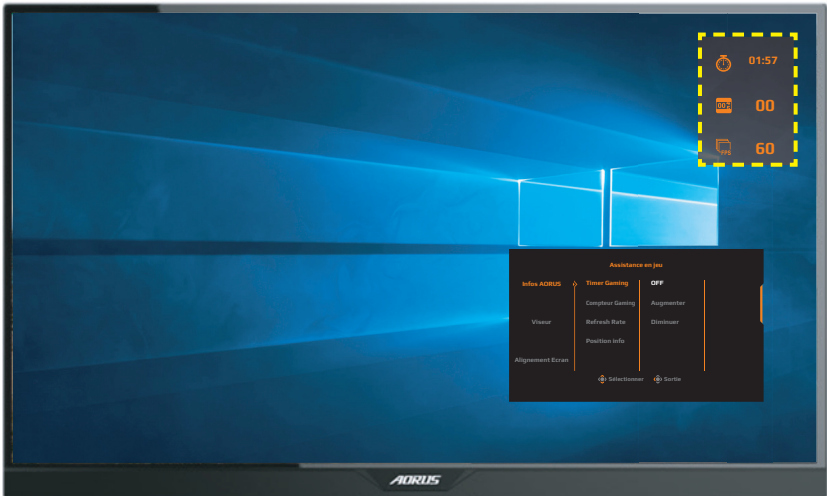 01:57
00
60
FPS
Assistance en jeu
Infos AORUS
Timer Gaming
OFF
Compteur Gaming
Augmenter
Viseur
Refresh Rate
Diminuer
Position info
Alignement Ecran
Sélectionner
Sortie
AORUS